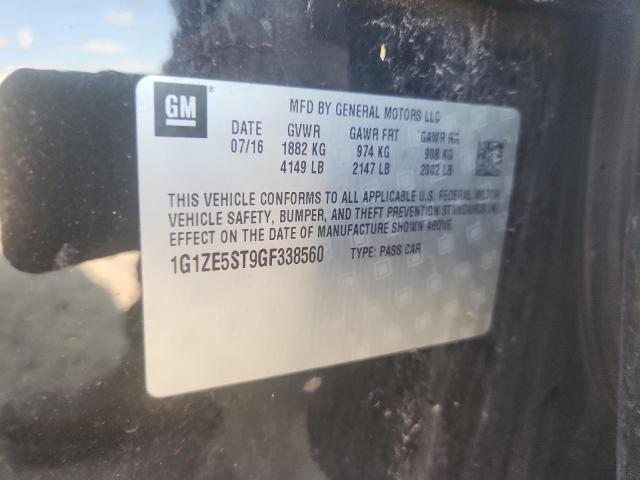 GM
MFD BY GENERAL MOTORS LLC
DATE GVWR GAWR FRT GAWR RR
07/16 1882 KG 974 KG 908 KG
4149 LB 2147 LB 2002 LB
THIS VEHICLE CONFORMS TO ALL APPLICABLE U.S. FEDERAL MOTOR
VEHICLE SAFETY, BUMPER, AND THEFT PREVENTION STANDARDS IN
EFFECT ON THE DATE OF MANUFACTURE SHOWN ABOVE.
1G1ZE5ST9GF338560 TYPE: PASS CAR